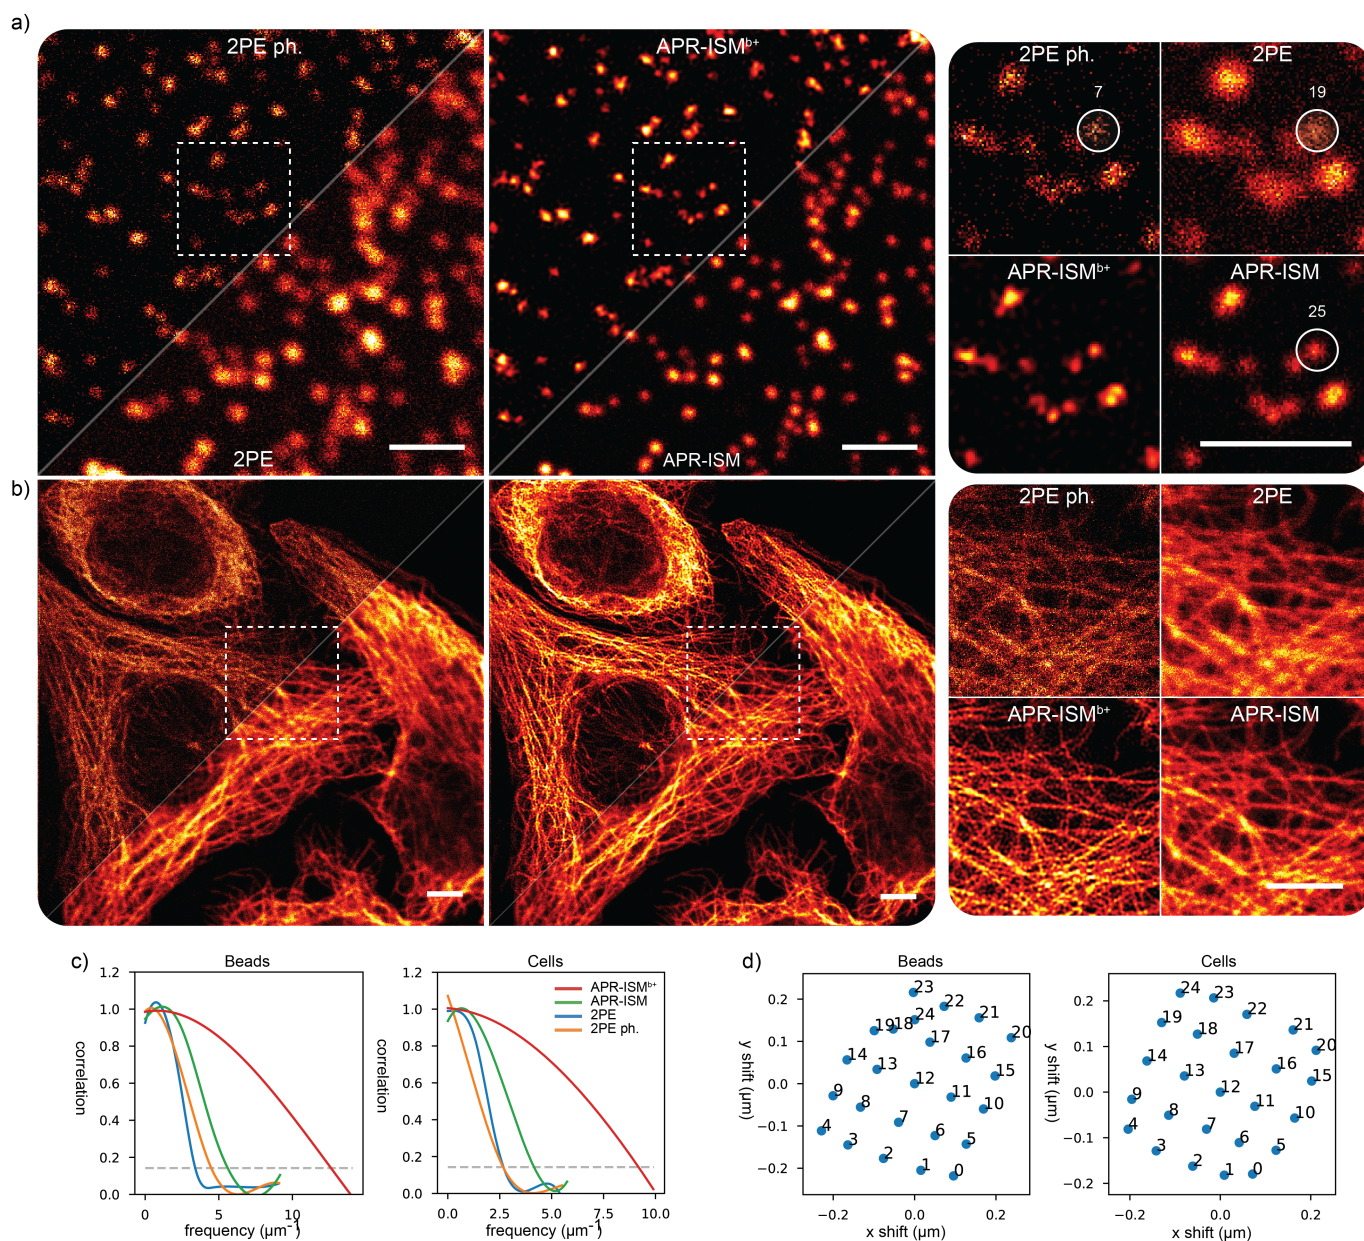 a)
2PE ph.
2PE
APR-ISMᵇ⁺
APR-ISM
2PE ph.
7
2PE
19
APR-ISMᵇ⁺
APR-ISM
25
b)
2PE ph.
2PE
APR-ISMᵇ⁺
APR-ISM
c)
Beads
correlation
1.2
1.0
0.8
0.6
0.4
0.2
0.0
0
10
frequency (µm⁻¹)
Cells
correlation
1.2
1.0
0.8
0.6
0.4
0.2
0.0
0.0
2.5
5.0
7.5
10.0
frequency (µm⁻¹)
APR-ISMᵇ⁺
APR-ISM
2PE
2PE ph.
d)
Beads
y shift (µm)
0.2
0.1
0.0
−0.1
−0.2
23
22
24
21
19
18
20
17
14
13
16
15
12
9
11
8
10
7
4
6
3
5
2
1
0
−0.2
0.0
0.2
x shift (µm)
Cells
y shift (µm)
0.2
0.1
0.0
−0.1
−0.2
24
23
22
19
18
21
20
17
14
13
16
15
12
9
11
8
10
4
7
6
3
5
2
1
0
−0.2
0.0
0.2
x shift (µm)